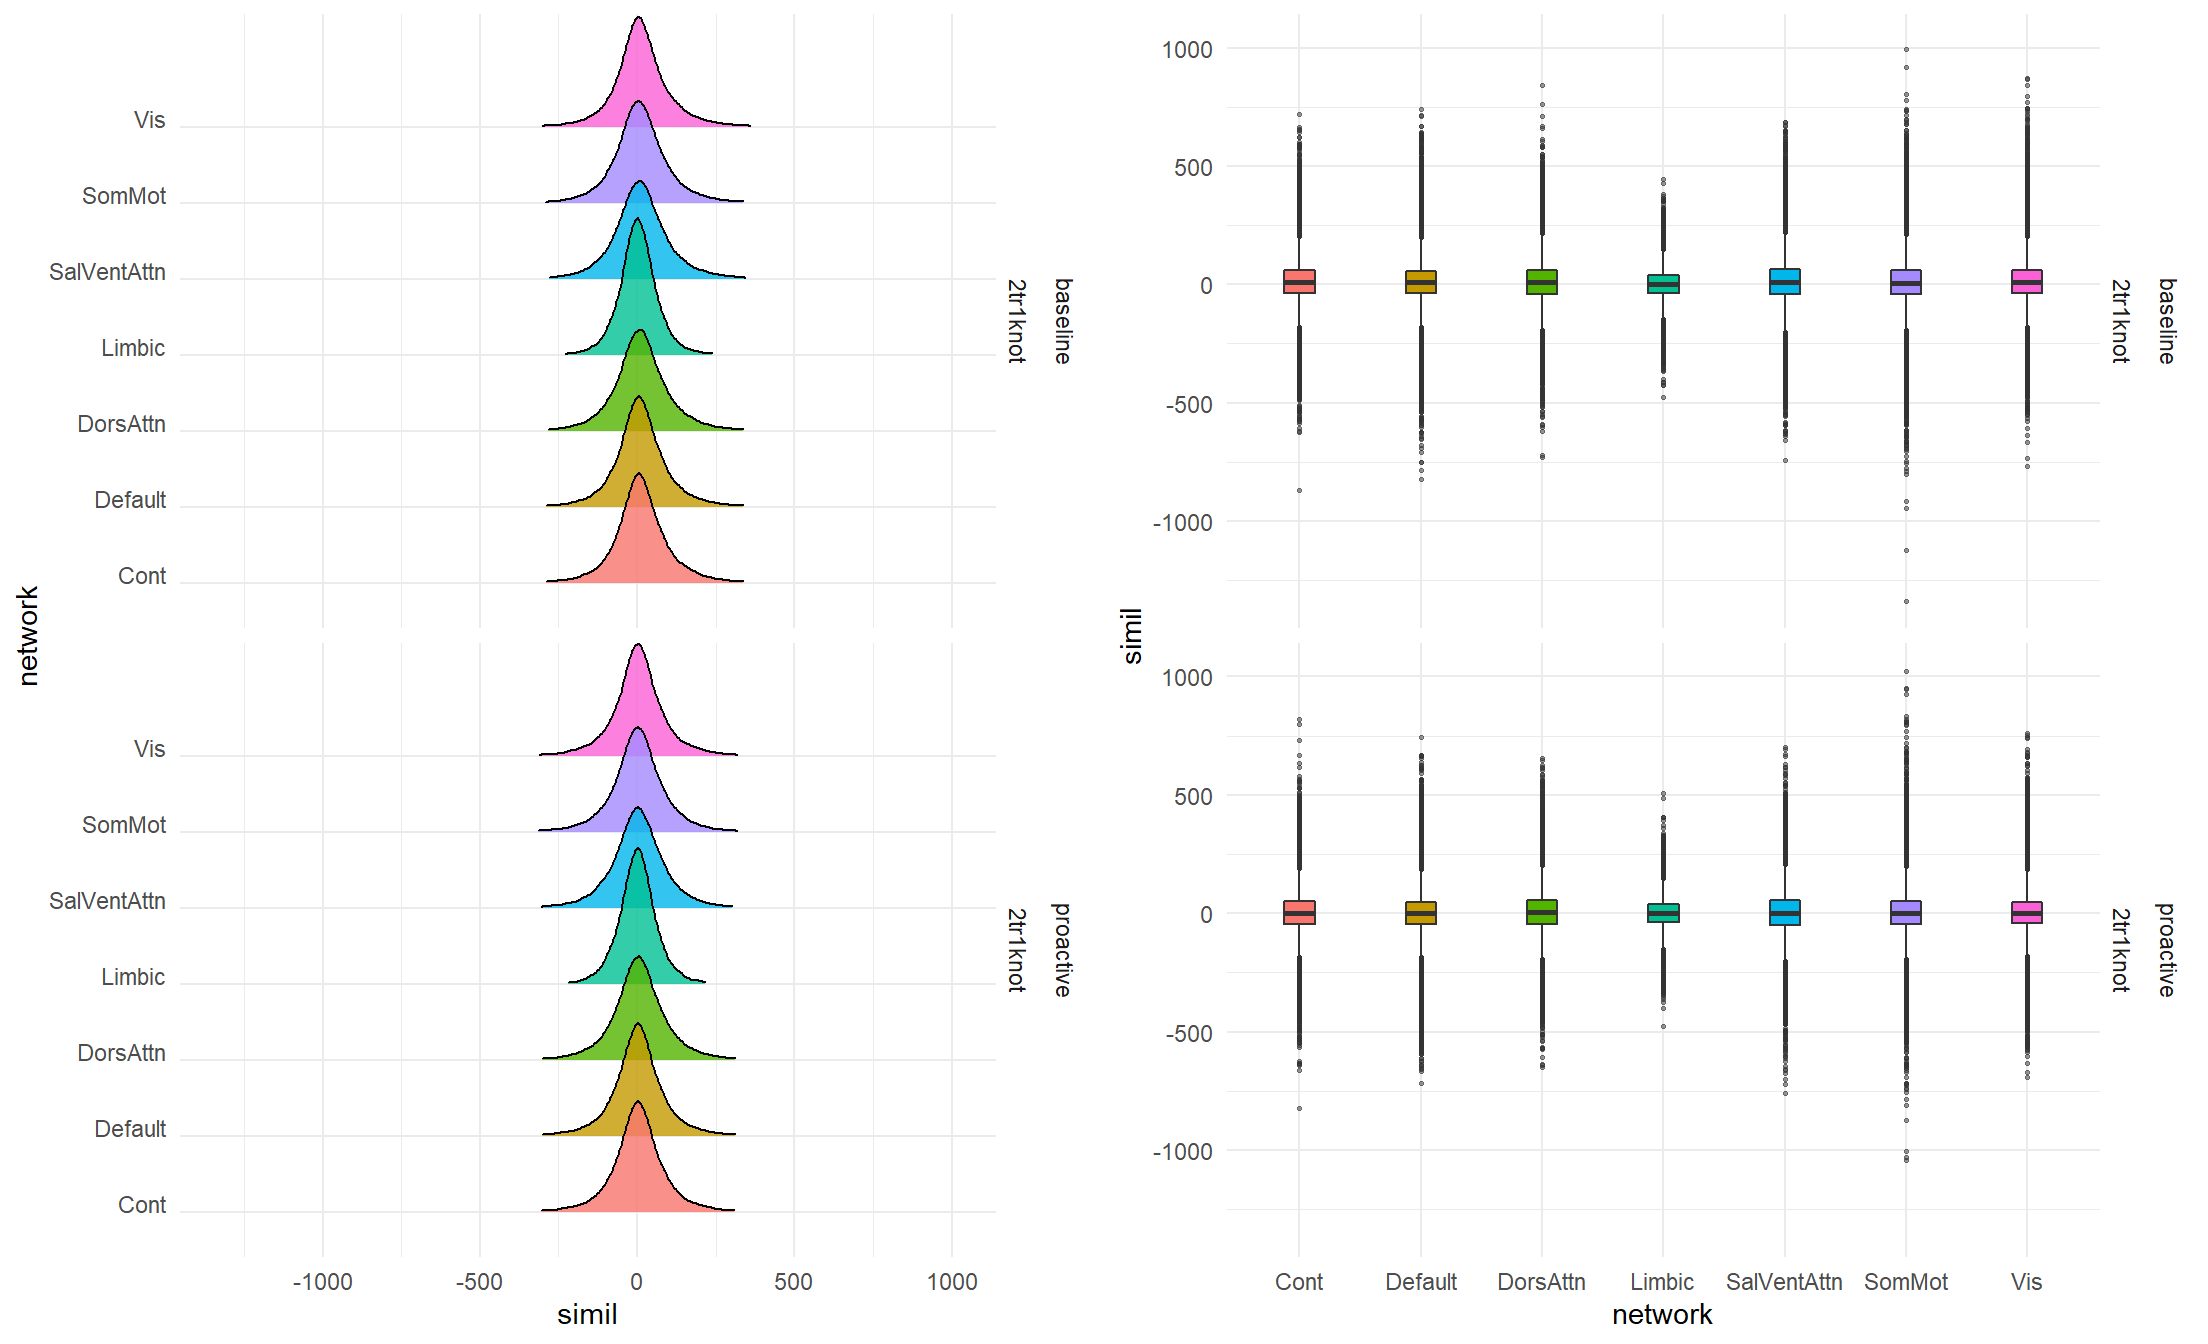 network
Vis
SomMot
SalVentAttn
Limbic
DorsAttn
Default
Cont
baseline
2tr1knot
Vis
SomMot
SalVentAttn
Limbic
DorsAttn
Default
Cont
proactive
2tr1knot
-1000 -500 0 500 1000
simil
simil
1000
500
0
-500
-1000
baseline
2tr1knot
1000
500
0
-500
-1000
proactive
2tr1knot
Cont Default DorsAttn Limbic SalVentAttn SomMot Vis
network